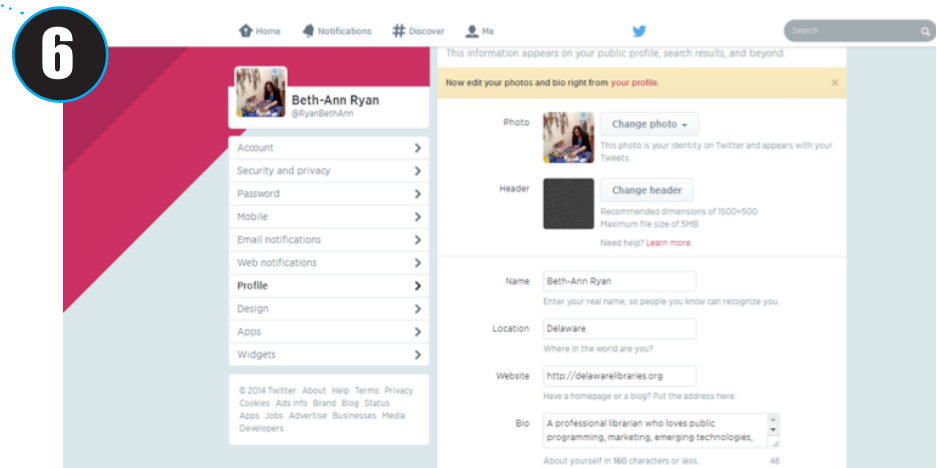 6
Home Notifications Discover Me Search
This information appears on your public profile, search results, and beyond.
Now edit your photos and bio right from your profile. ×
Beth-Ann Ryan
@RyanBethAnn
Account
Security and privacy
Password
Mobile
Email notifications
Web notifications
Profile
Design
Apps
Widgets
© 2014 Twitter About Help Terms Privacy
Cookies Ads info Brand Blog Status
Apps Jobs Advertise Businesses Media
Developers
Photo
Change photo
This photo is your identity on Twitter and appears with your
Tweets.
Header
Change header
Recommended dimensions of 1500×500
Maximum file size of 5MB
Need help? Learn more.
Name Beth-Ann Ryan
Enter your real name, so people you know can recognize you.
Location Delaware
Where in the world are you?
Website http://delawarelibraries.org
Have a homepage or a blog? Put the address here.
Bio A professional librarian who loves public
programming, marketing, emerging technologies,
About yourself in 160 characters or less. 46